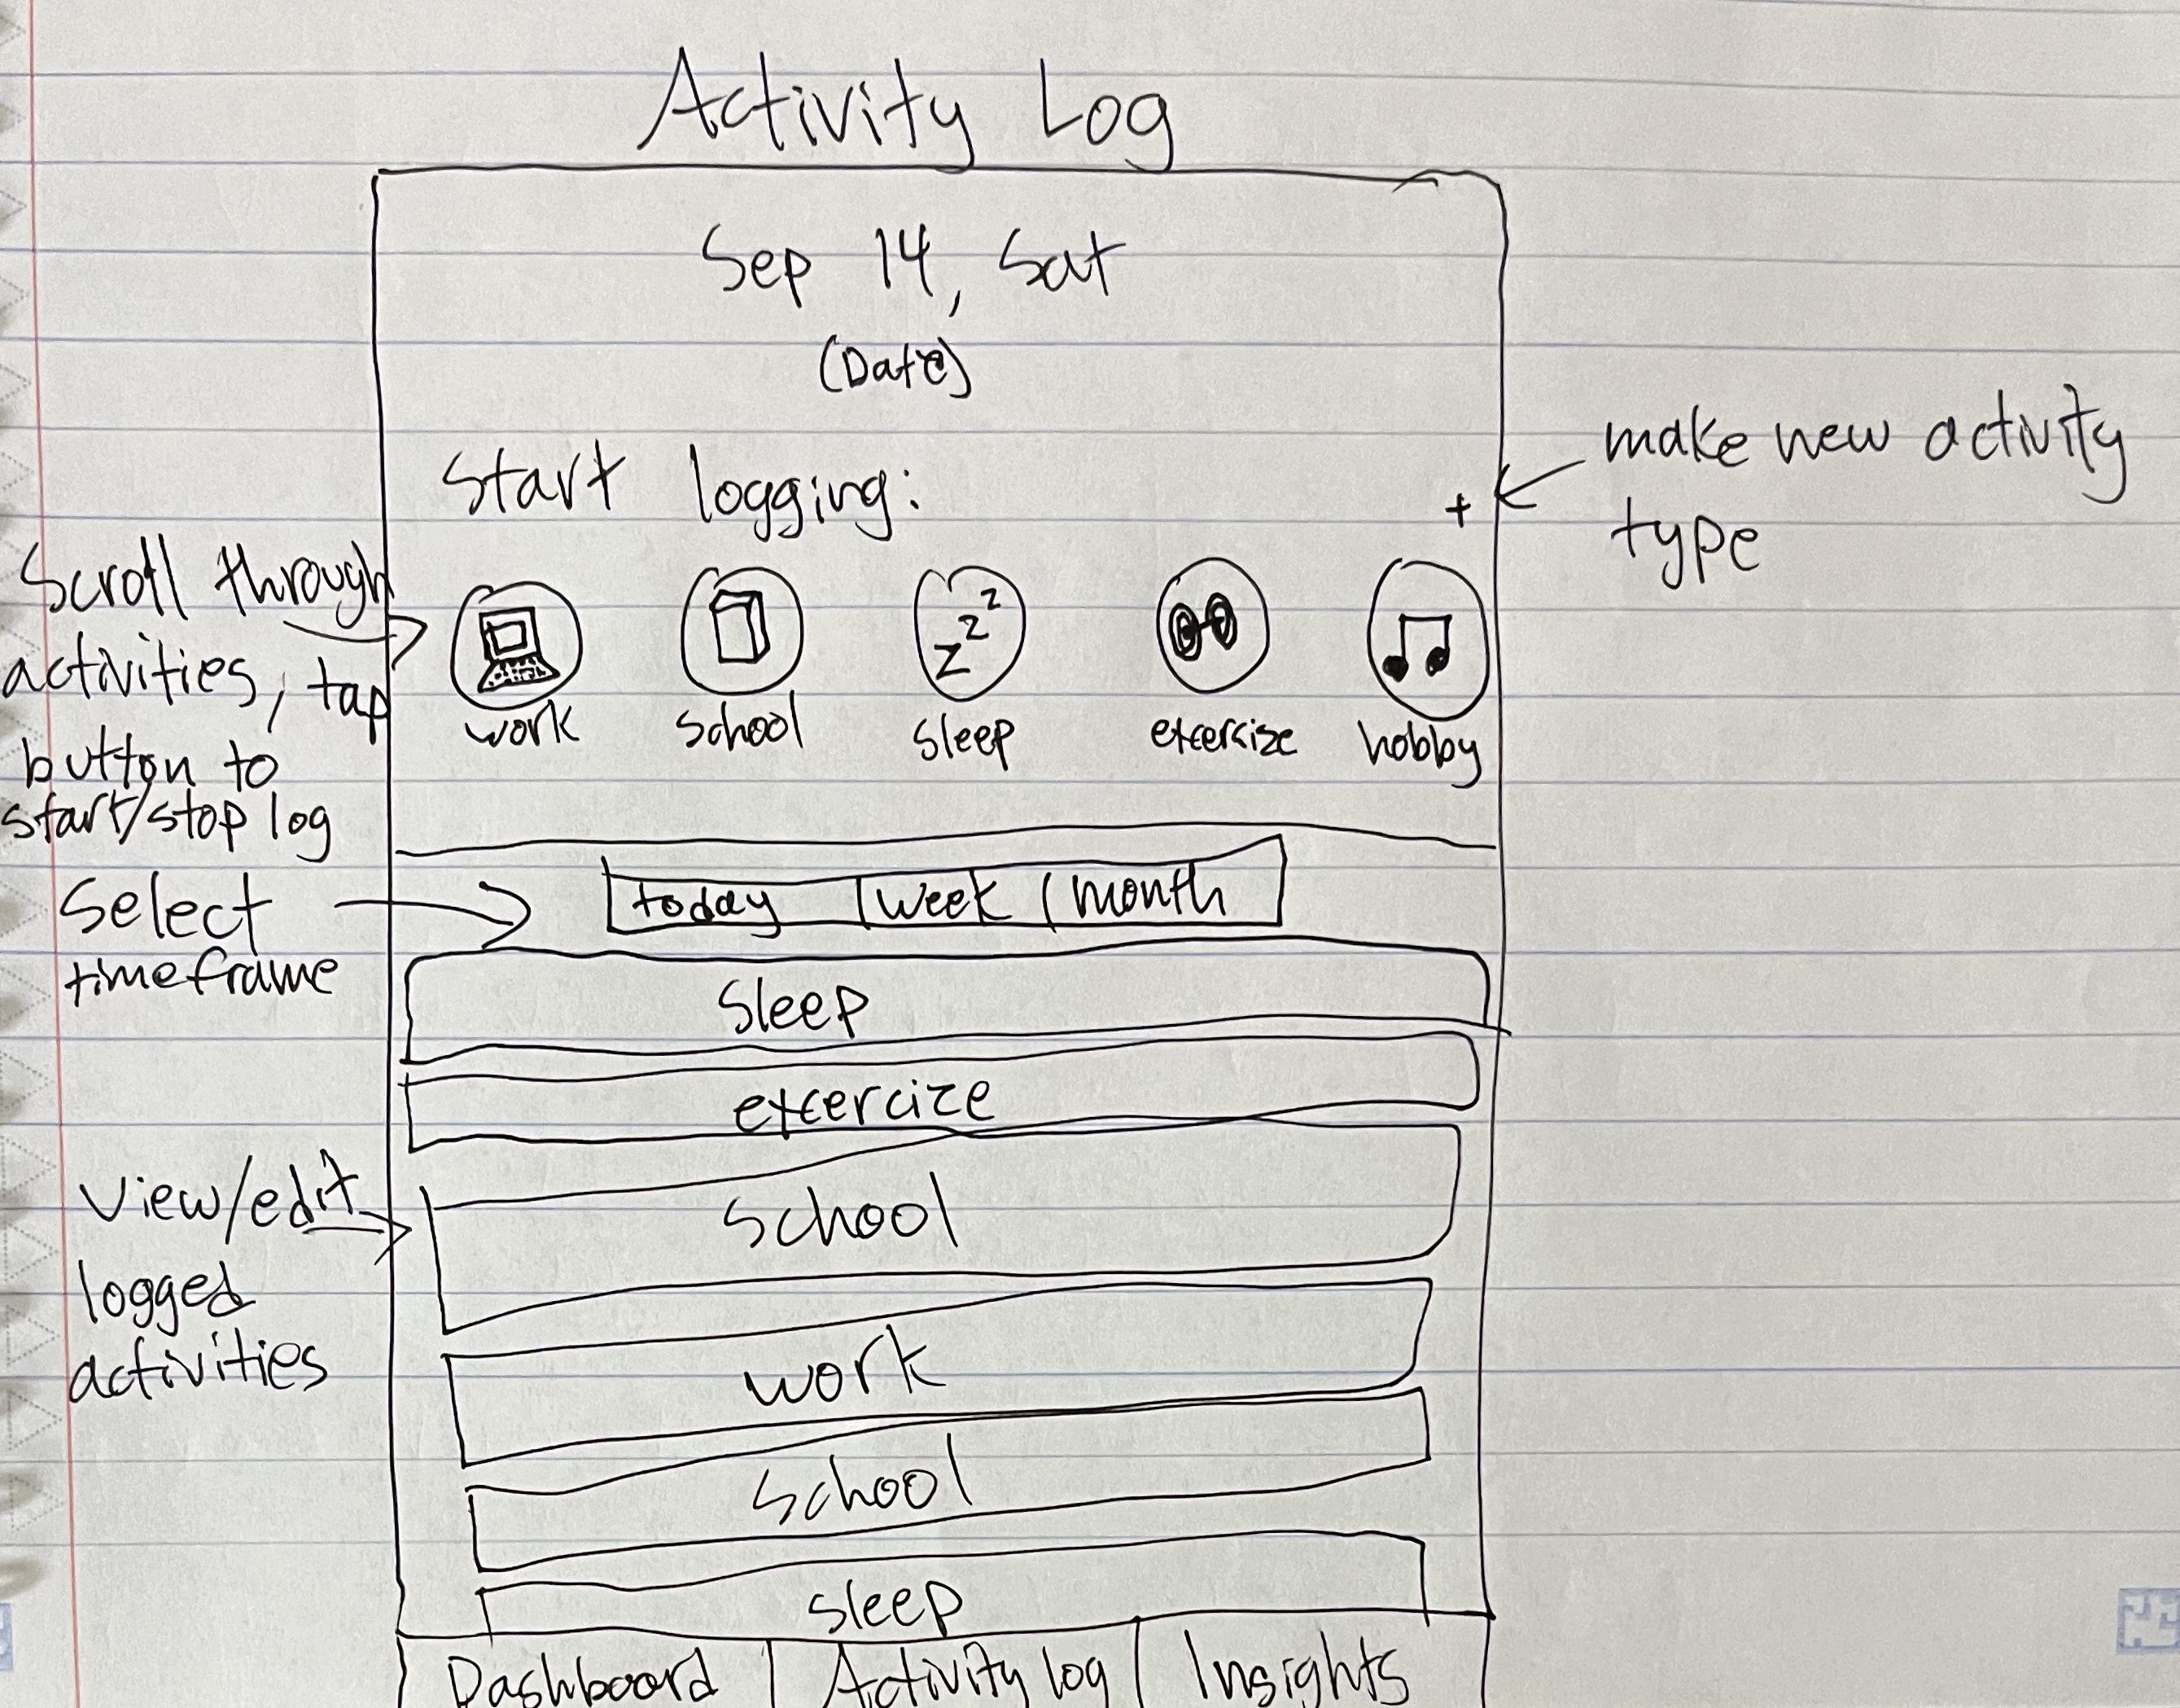 Activity Log
Sep 14, Sat
(Date)
Start logging:
+
make new activity
type
Scroll through
activities, tap
button to
start/stop log
z z z
work school sleep excercize hobby
Select
timeframe
today week month
Sleep
excercize
School
work
School
sleep
View/edit
logged
activities
Dashboard Activity log Insights